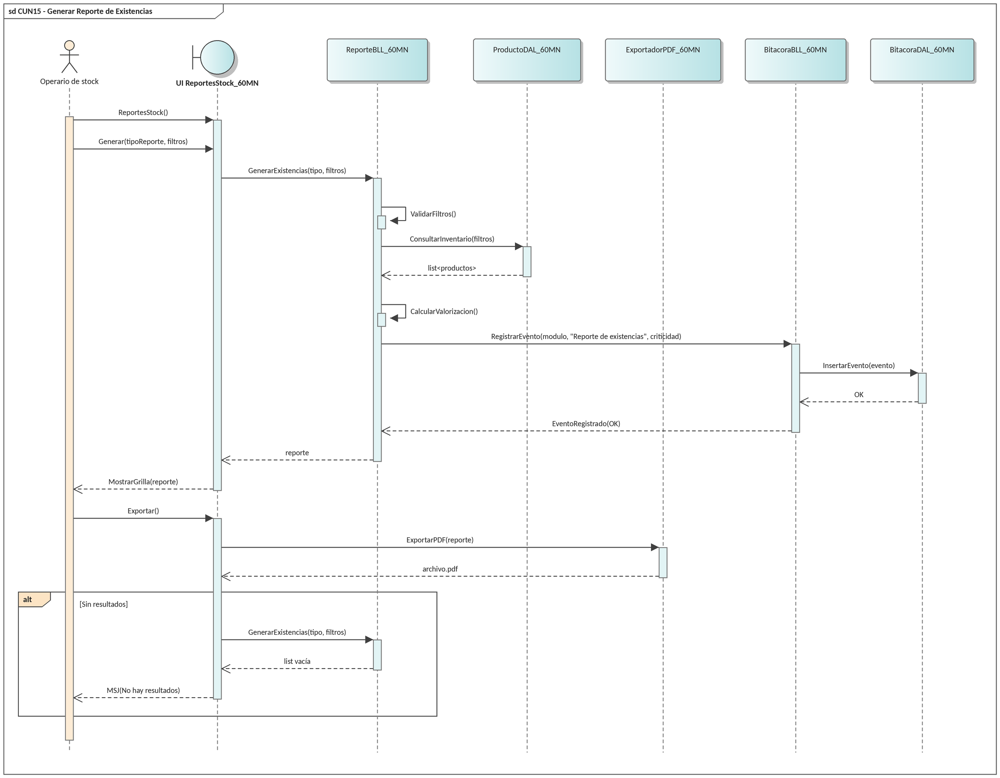 sd CUN15 - Generar Reporte de Existencias
Operario de stock
UI ReportesStock_60MN
ReporteBLL_60MN
ProductoDAL_60MN
ExportadorPDF_60MN
BitacoraBLL_60MN
BitacoraDAL_60MN
ReportesStock()
Generar(tipoReporte, filtros)
GenerarExistencias(tipo, filtros)
ValidarFiltros()
ConsultarInventario(filtros)
list<productos>
CalcularValorizacion()
RegistrarEvento(modulo, "Reporte de existencias", criticidad)
InsertarEvento(evento)
OK
EventoRegistrado(OK)
reporte
MostrarGrilla(reporte)
Exportar()
ExportarPDF(reporte)
archivo.pdf
alt
[Sin resultados]
GenerarExistencias(tipo, filtros)
list vacía
MSJ(No hay resultados)